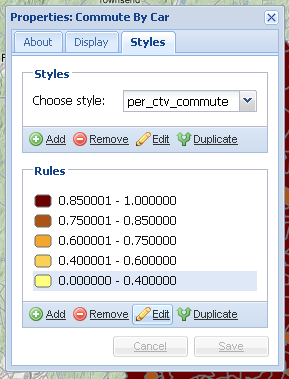 Townsend
Properties: Commute By Car
About Display Styles
Styles
Choose style: per_ctv_commute
Add Remove Edit Duplicate
Rules
0.850001 - 1.000000
0.750001 - 0.850000
0.600001 - 0.750000
0.400001 - 0.600000
0.000000 - 0.400000
Add Remove Edit Duplicate
Cancel Save